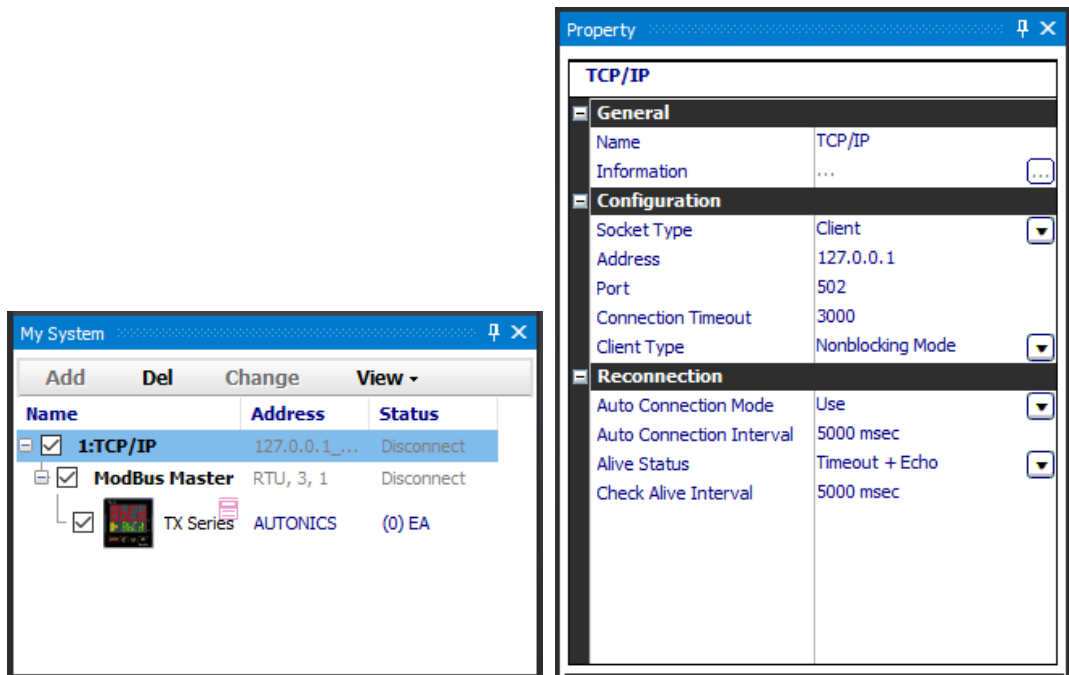 My System
Add Del Change View
Name Address Status
1:TCP/IP 127.0.0.1_... Disconnect
ModBus Master RTU, 3, 1 Disconnect
TX Series AUTONICS (0) EA
Property
TCP/IP
General
Name TCP/IP
Information ... ...
Configuration
Socket Type Client
Address 127.0.0.1
Port 502
Connection Timeout 3000
Client Type Nonblocking Mode
Reconnection
Auto Connection Mode Use
Auto Connection Interval 5000 msec
Alive Status Timeout + Echo
Check Alive Interval 5000 msec